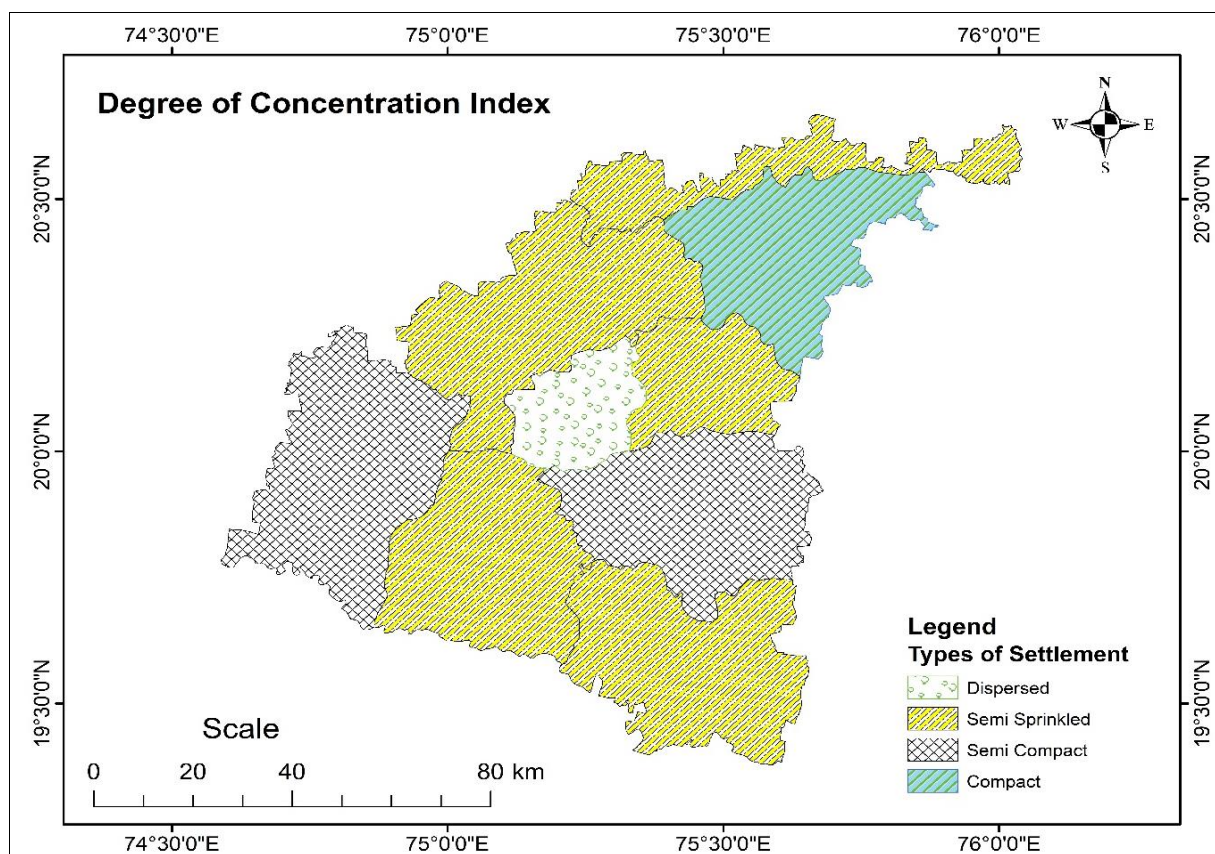 74°30'0"E 75°0'0"E 75°30'0"E 76°0'0"E
Degree of Concentration Index
N
W E
S
20°30'0"N 20°30'0"N
20°0'0"N 20°0'0"N
19°30'0"N 19°30'0"N
Legend
Types of Settlement
Dispersed
Semi Sprinkled
Semi Compact
Compact
Scale
0 20 40 80 km
74°30'0"E 75°0'0"E 75°30'0"E 76°0'0"E